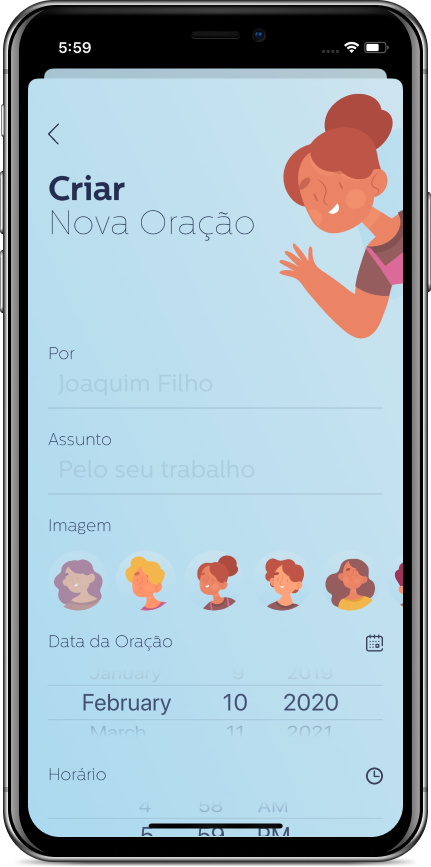 5:59
Criar
Nova Oração
Por
Joaquim Filho
Assunto
Pelo seu trabalho
Imagem
Data da Oração
January 9 2019
February 10 2020
March 11 2021
Horário
4 58 AM
5 59 PM